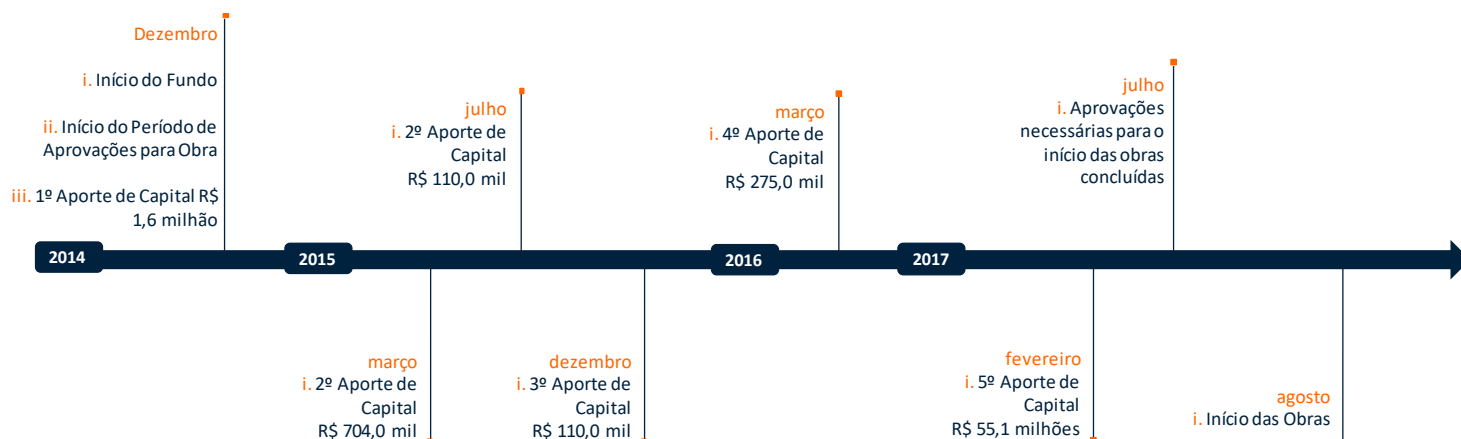 Dezembro
i. Início do Fundo
ii. Início do Período de
Aprovações para Obra
iii. 1º Aporte de Capital R$
1,6 milhão
julho
i. 2º Aporte de
Capital
R$ 110,0 mil
março
i. 4º Aporte de
Capital
R$ 275,0 mil
julho
i. Aprovações
necessárias para o
início das obras
concluídas
2014
2015
2016
2017
março
i. 2º Aporte de
Capital
R$ 704,0 mil
dezembro
i. 3º Aporte de
Capital
R$ 110,0 mil
fevereiro
i. 5º Aporte de
Capital
R$ 55,1 milhões
agosto
i. Início das Obras